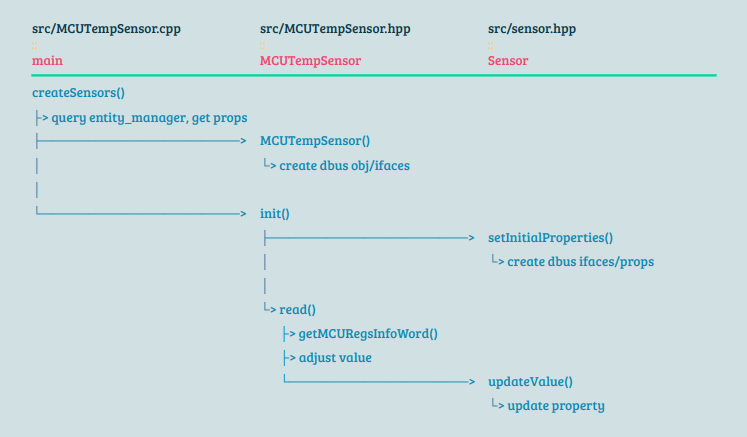 src/MCUTempSensor.cpp src/MCUTempSensor.hpp src/sensor.hpp
:: :: ::
main MCUTempSensor Sensor
createSensors()
├> query entity_manager, get props
├─────────────────────> MCUTempSensor()
│ └> create dbus obj/ifaces
│
└─────────────────────> init()
├─────────────────────> setInitialProperties()
│ └> create dbus ifaces/props
│
└> read()
├> getMCURegsInfoWord()
├> adjust value
└───────────────────> updateValue()
└> update property